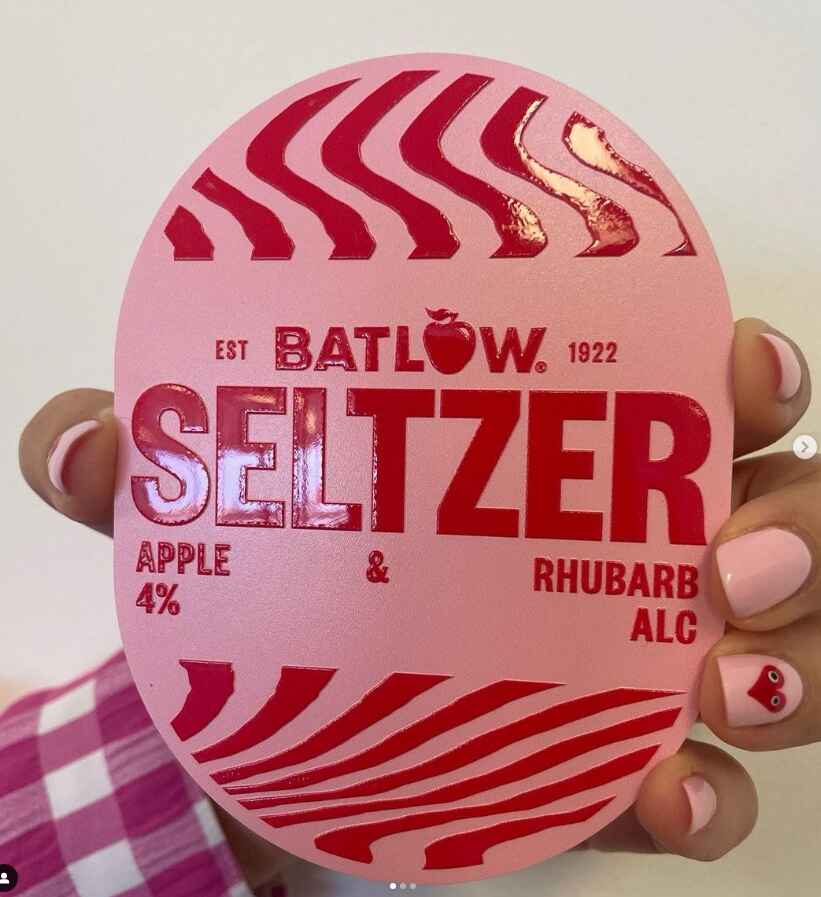 EST BATLOW® 1922
SELTZER
APPLE & RHUBARB
4% ALC